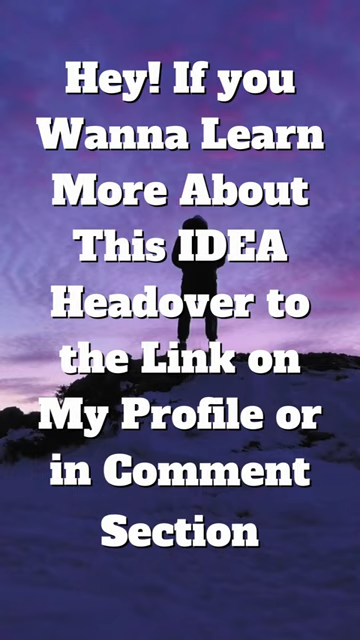 Hey! If you
Wanna Learn
More About
This IDEA
Headover to
the Link on
My Profile or
in Comment
Section